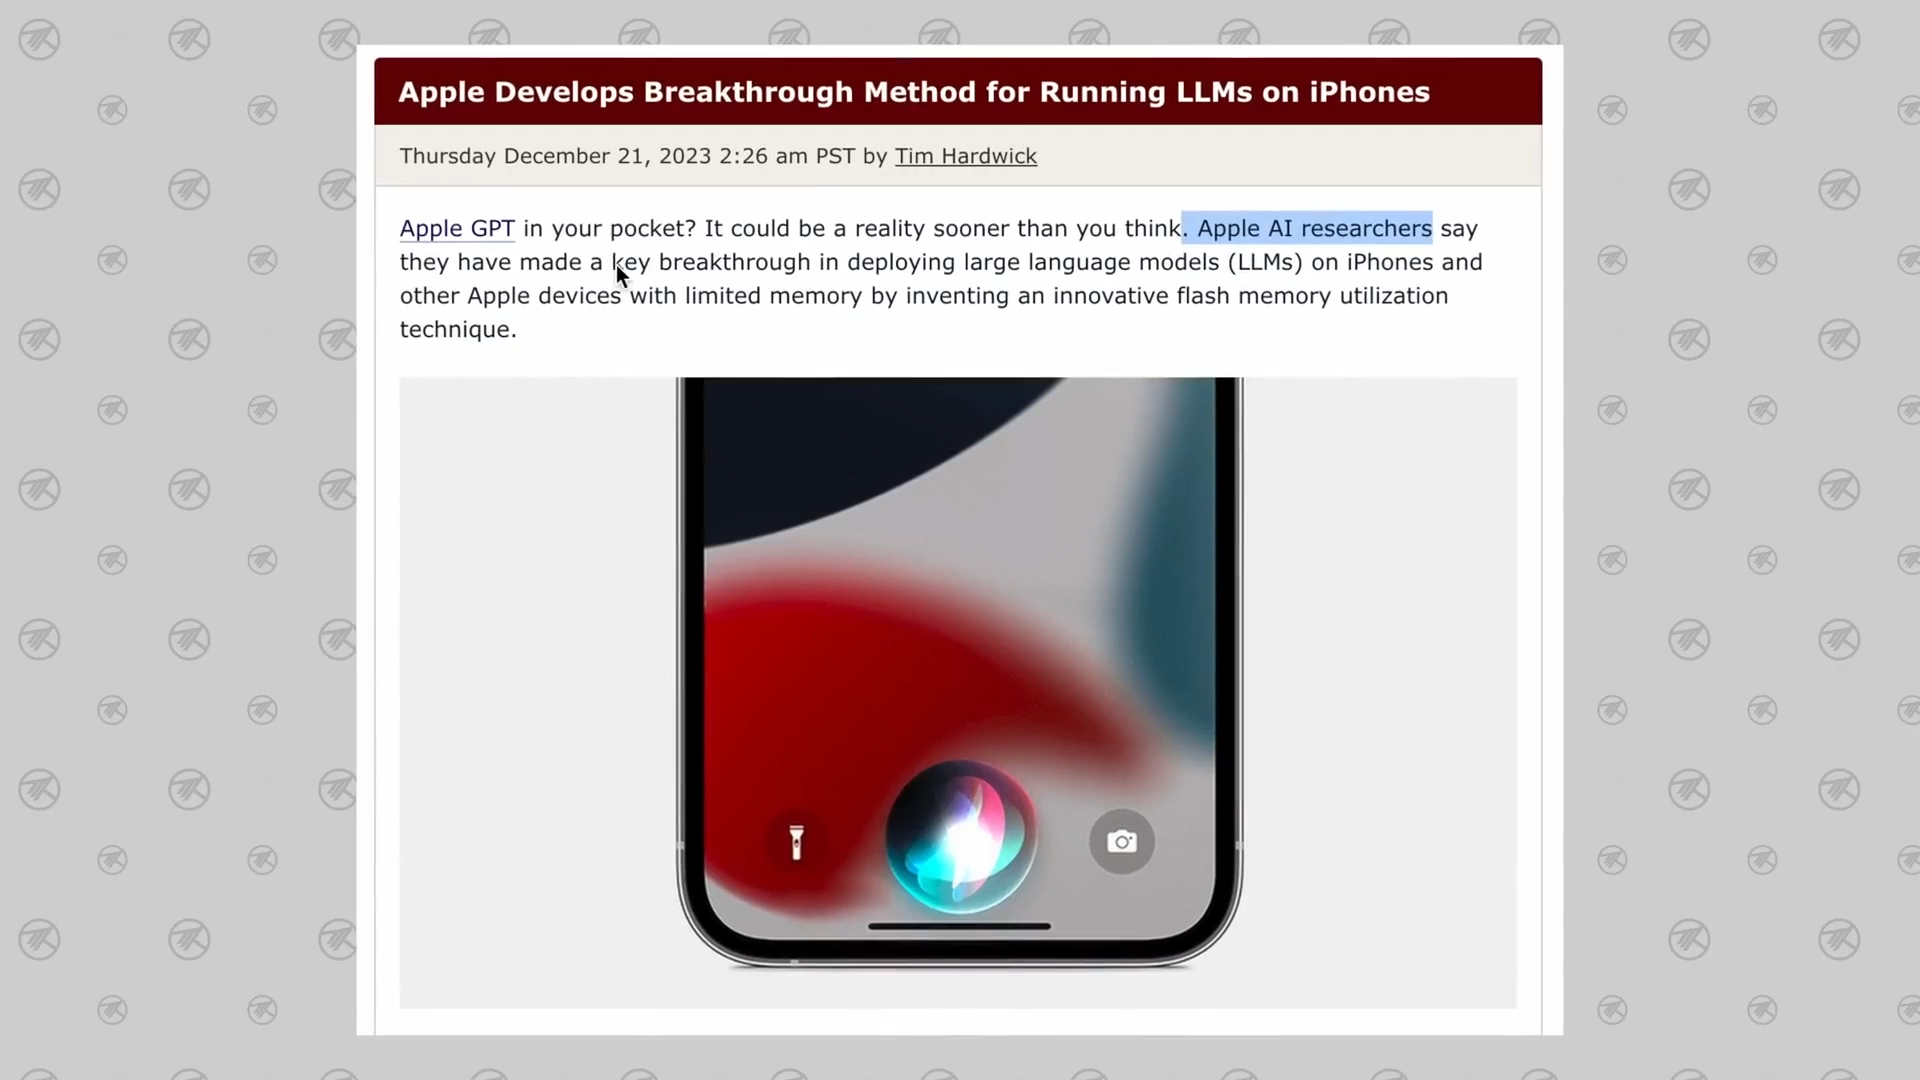 Apple Develops Breakthrough Method for Running LLMs on iPhones
Thursday December 21, 2023 2:26 am PST by Tim Hardwick
Apple GPT in your pocket? It could be a reality sooner than you think. Apple AI researchers say
they have made a key breakthrough in deploying large language models (LLMs) on iPhones and
other Apple devices with limited memory by inventing an innovative flash memory utilization
technique.